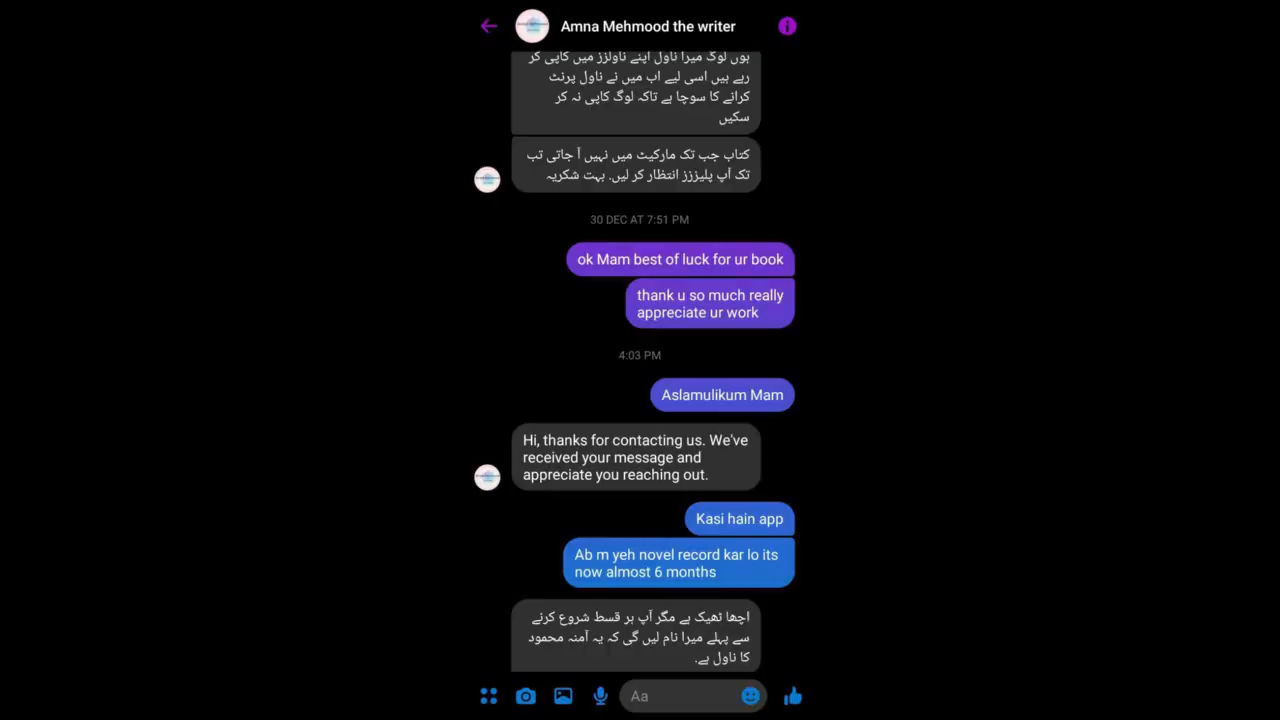 Amna Mehmood the writer
ہوں لوگ میرا ناول اپنے ناولزز میں کاپی کر
رہے ہیں اسی لیے اب میں نے ناول پرنٹ
کرانے کا سوچا ہے تاکہ لوگ کاپی نہ کر
سکیں
کتاب جب تک مارکیٹ میں نہیں آ جاتی تب
تک آپ پلیززز انتظار کر لیں. بہت شکریہ
30 DEC AT 7:51 PM
ok Mam best of luck for ur book
thank u so much really
appreciate ur work
4:03 PM
Aslamulikum Mam
Hi, thanks for contacting us. We've
received your message and
appreciate you reaching out.
Kasi hain app
Ab m yeh novel record kar lo its
now almost 6 months
اچھا ٹھیک ہے مگر آپ ہر قسط شروع کرنے
سے پہلے میرا نام لیں گی کہ یہ آمنہ محمود
کا ناول ہے.
Aa